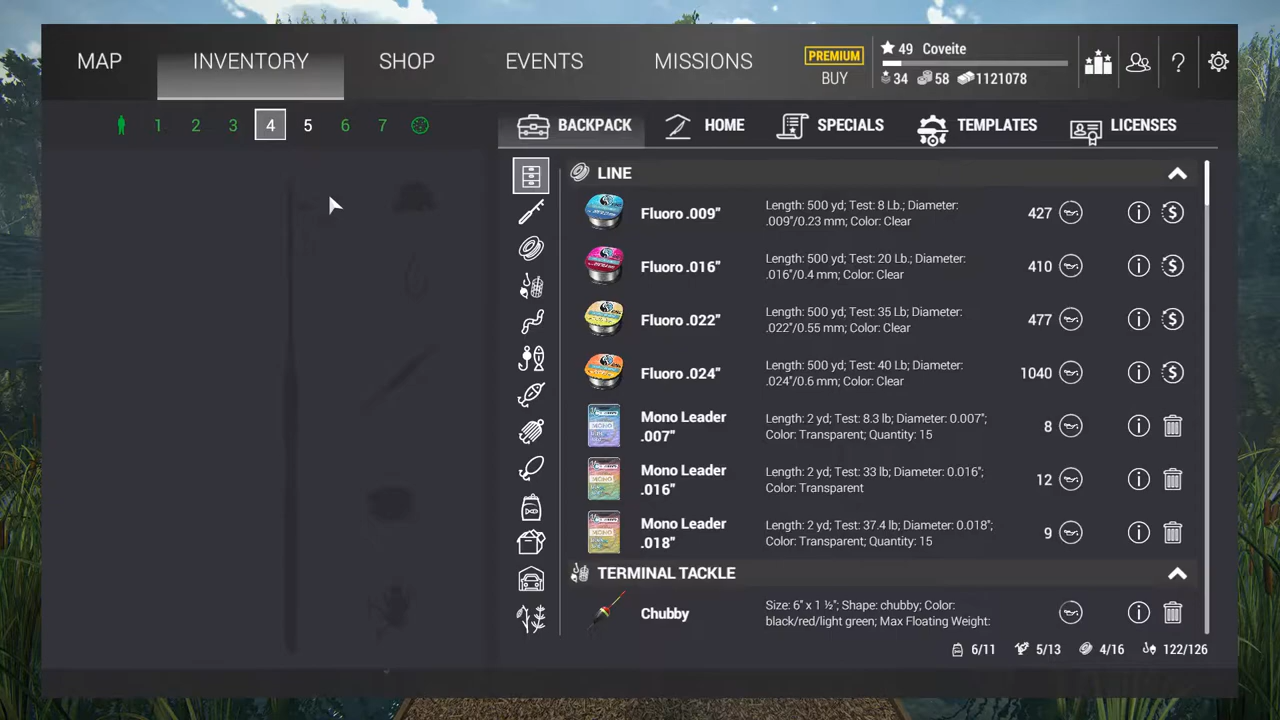 MAP
INVENTORY
SHOP
EVENTS
MISSIONS
PREMIUM
BUY
49 Coveite
34 58 1121078
?
1 2 3 4 5 6 7
BACKPACK
HOME
SPECIALS
TEMPLATES
LICENSES
LINE
Fluoro .009"
Length: 500 yd; Test: 8 Lb.; Diameter:
.009"/0.23 mm; Color: Clear
427
Fluoro .016"
Length: 500 yd; Test: 20 Lb.; Diameter:
.016"/0.4 mm; Color: Clear
410
Fluoro .022"
Length: 500 yd; Test: 35 Lb; Diameter:
.022"/0.55 mm; Color: Clear
477
Fluoro .024"
Length: 500 yd; Test: 40 Lb; Diameter:
.024"/0.6 mm; Color: Clear
1040
Mono Leader
.007"
Length: 2 yd; Test: 8.3 lb; Diameter: 0.007";
Color: Transparent; Quantity: 15
8
Mono Leader
.016"
Length: 2 yd; Test: 33 lb; Diameter: 0.016";
Color: Transparent
12
Mono Leader
.018"
Length: 2 yd; Test: 37.4 lb; Diameter: 0.018";
Color: Transparent; Quantity: 15
9
TERMINAL TACKLE
Chubby
Size: 6" x 1 ½"; Shape: chubby; Color:
black/red/light green; Max Floating Weight:
6/11 5/13 4/16 122/126